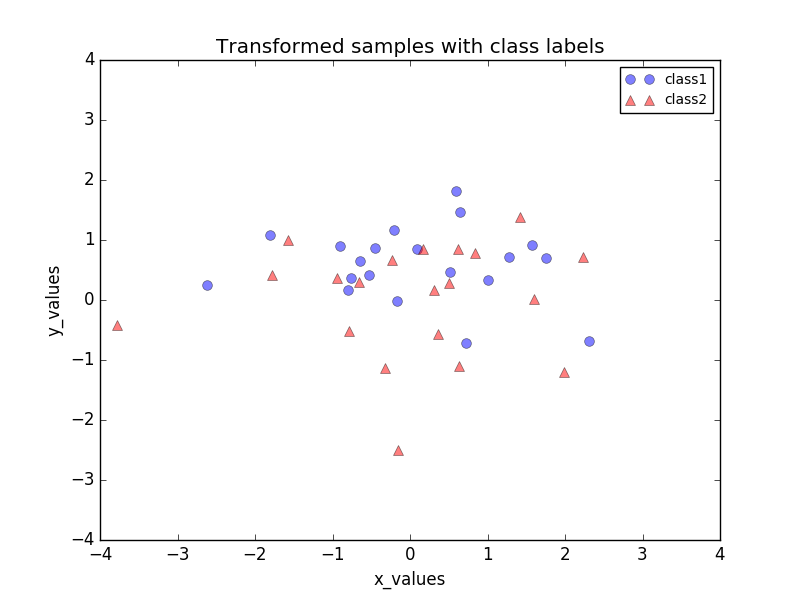 Transformed samples with class labels
class1
class2
4
3
2
1
0
−1
−2
−3
−4
y_values
−4 −3 −2 −1 0 1 2 3 4
x_values